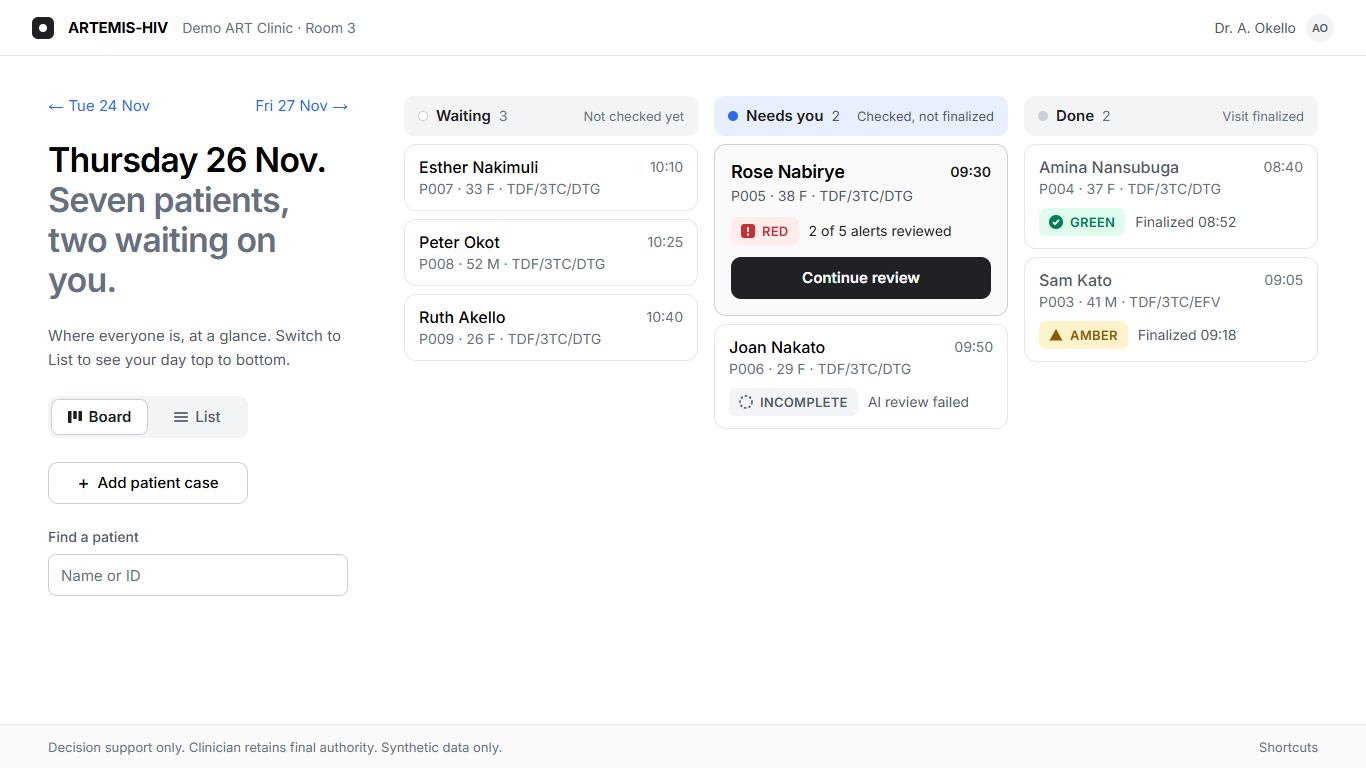 ARTEMIS-HIV Demo ART Clinic · Room 3
Dr. A. Okello AO
← Tue 24 Nov
Fri 27 Nov →
Thursday 26 Nov.
Seven patients,
two waiting on
you.
Where everyone is, at a glance. Switch to
List to see your day top to bottom.
Board
List
+ Add patient case
Find a patient
Name or ID
Waiting 3 Not checked yet
Esther Nakimuli 10:10
P007 · 33 F · TDF/3TC/DTG
Peter Okot 10:25
P008 · 52 M · TDF/3TC/DTG
Ruth Akello 10:40
P009 · 26 F · TDF/3TC/DTG
Needs you 2 Checked, not finalized
Rose Nabirye 09:30
P005 · 38 F · TDF/3TC/DTG
RED 2 of 5 alerts reviewed
Continue review
Joan Nakato 09:50
P006 · 29 F · TDF/3TC/DTG
INCOMPLETE AI review failed
Done 2 Visit finalized
Amina Nansubuga 08:40
P004 · 37 F · TDF/3TC/DTG
GREEN Finalized 08:52
Sam Kato 09:05
P003 · 41 M · TDF/3TC/EFV
AMBER Finalized 09:18
Decision support only. Clinician retains final authority. Synthetic data only.
Shortcuts